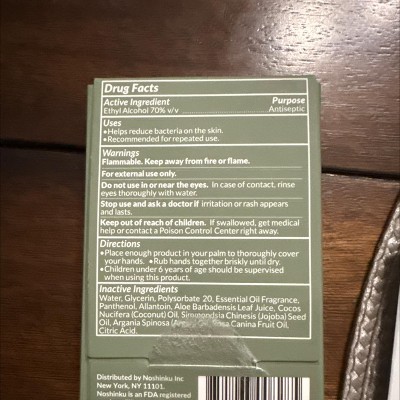 Drug Facts
Active Ingredient Purpose
Ethyl Alcohol 70% v/v Antiseptic
Uses
•Helps reduce bacteria on the skin.
•Recommended for repeated use.
Warnings
Flammable. Keep away from fire or flame.
For external use only.
Do not use in or near the eyes. In case of contact, rinse
eyes thoroughly with water.
Stop use and ask a doctor if irritation or rash appears
and lasts.
Keep out of reach of children. If swallowed, get medical
help or contact a Poison Control Center right away.
Directions
•Place enough product in your palm to thoroughly cover
your hands. •Rub hands together briskly until dry.
•Children under 6 years of age should be supervised
when using this product.
Inactive Ingredients
Water, Glycerin, Polysorbate 20, Essential Oil Fragrance,
Panthenol, Allantoin, Aloe Barbadensis Leaf Juice, Cocos
Nucifera (Coconut) Oil, Simmondsia Chinesis (Jojoba) Seed
Oil, Argania Spinosa Canina Fruit Oil,
Citric Acid.
Distributed by Noshinku Inc
New York, NY 11101.
Noshinku is an FDA registered